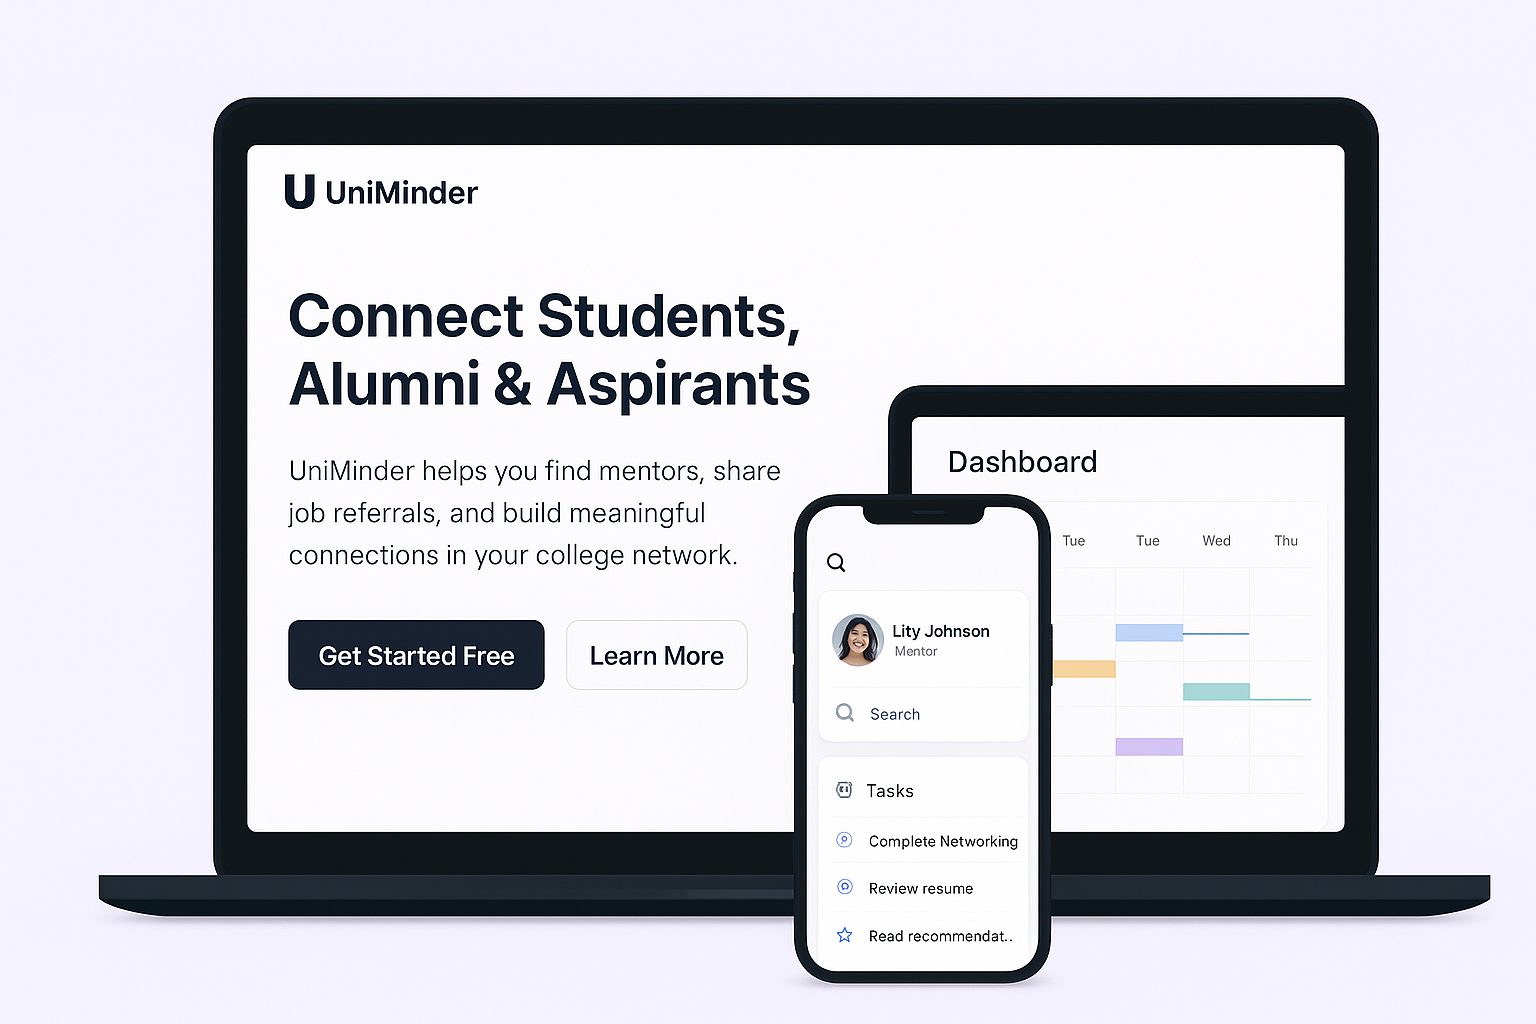 U UniMinder
Connect Students,
Alumni & Aspirants
UniMinder helps you find mentors, share
job referrals, and build meaningful
connections in your college network.
Get Started Free
Learn More
Dashboard
Tue Tue Wed Thu
Lity Johnson
Mentor
Search
Tasks
Complete Networking
Review resume
Read recommendat..